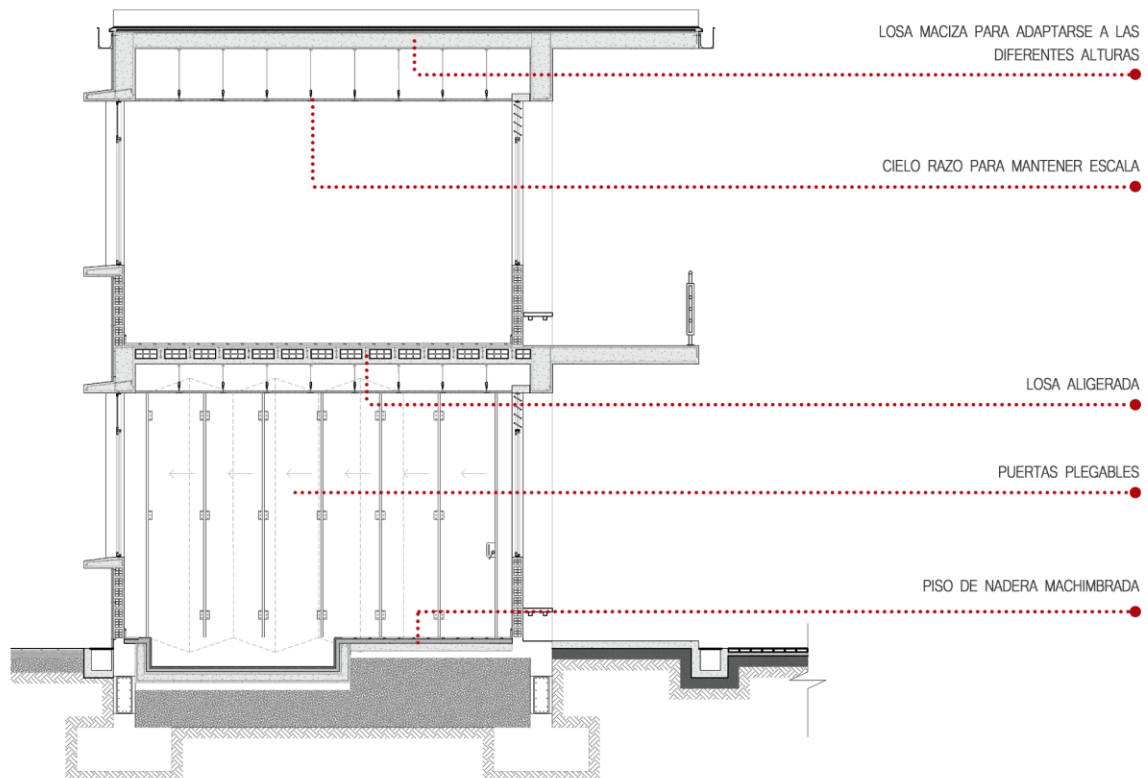 LOSA MACIZA PARA ADAPTARSE A LAS
DIFERENTES ALTURAS
CIELO RAZO PARA MANTENER ESCALA
LOSA ALIGERADA
PUERTAS PLEGABLES
PISO DE NADERA MACHIMBRADA